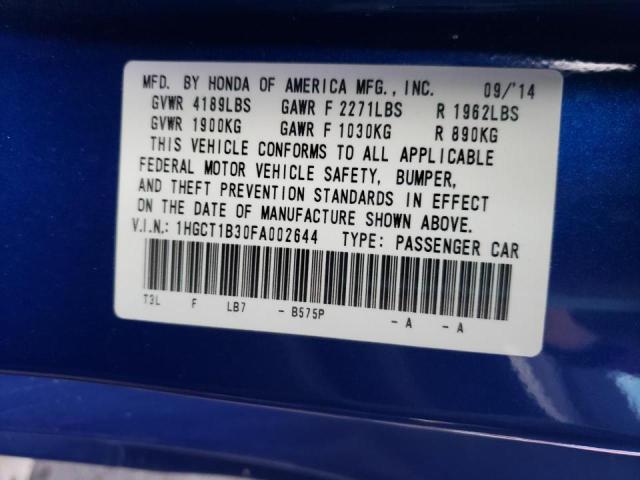 MFD. BY HONDA OF AMERICA MFG., INC. 09/'14
GVWR 4189LBS GAWR F 2271LBS R 1962LBS
GVWR 1900KG GAWR F 1030KG R 890KG
THIS VEHICLE CONFORMS TO ALL APPLICABLE
FEDERAL MOTOR VEHICLE SAFETY, BUMPER,
AND THEFT PREVENTION STANDARDS IN EFFECT
ON THE DATE OF MANUFACTURE SHOWN ABOVE.
V.I.N.: 1HGCT1B30FA002644 TYPE: PASSENGER CAR
T3L F LB7 - B575P - A - A